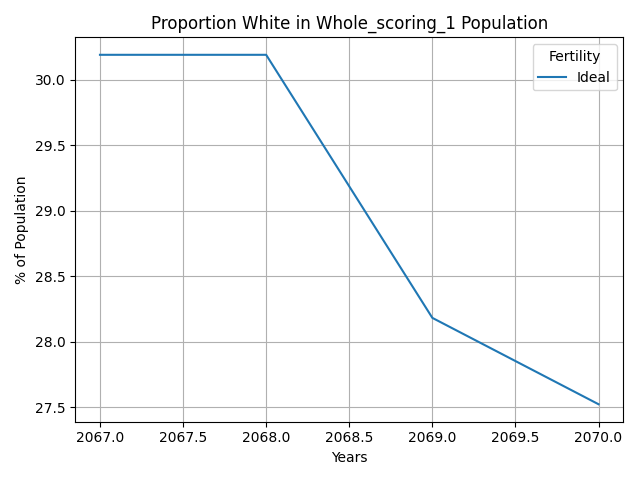 Proportion White in Whole_scoring_1 Population
Fertility
Ideal
% of Population
30.0
29.5
29.0
28.5
28.0
27.5
2067.0 2067.5 2068.0 2068.5 2069.0 2069.5 2070.0
Years